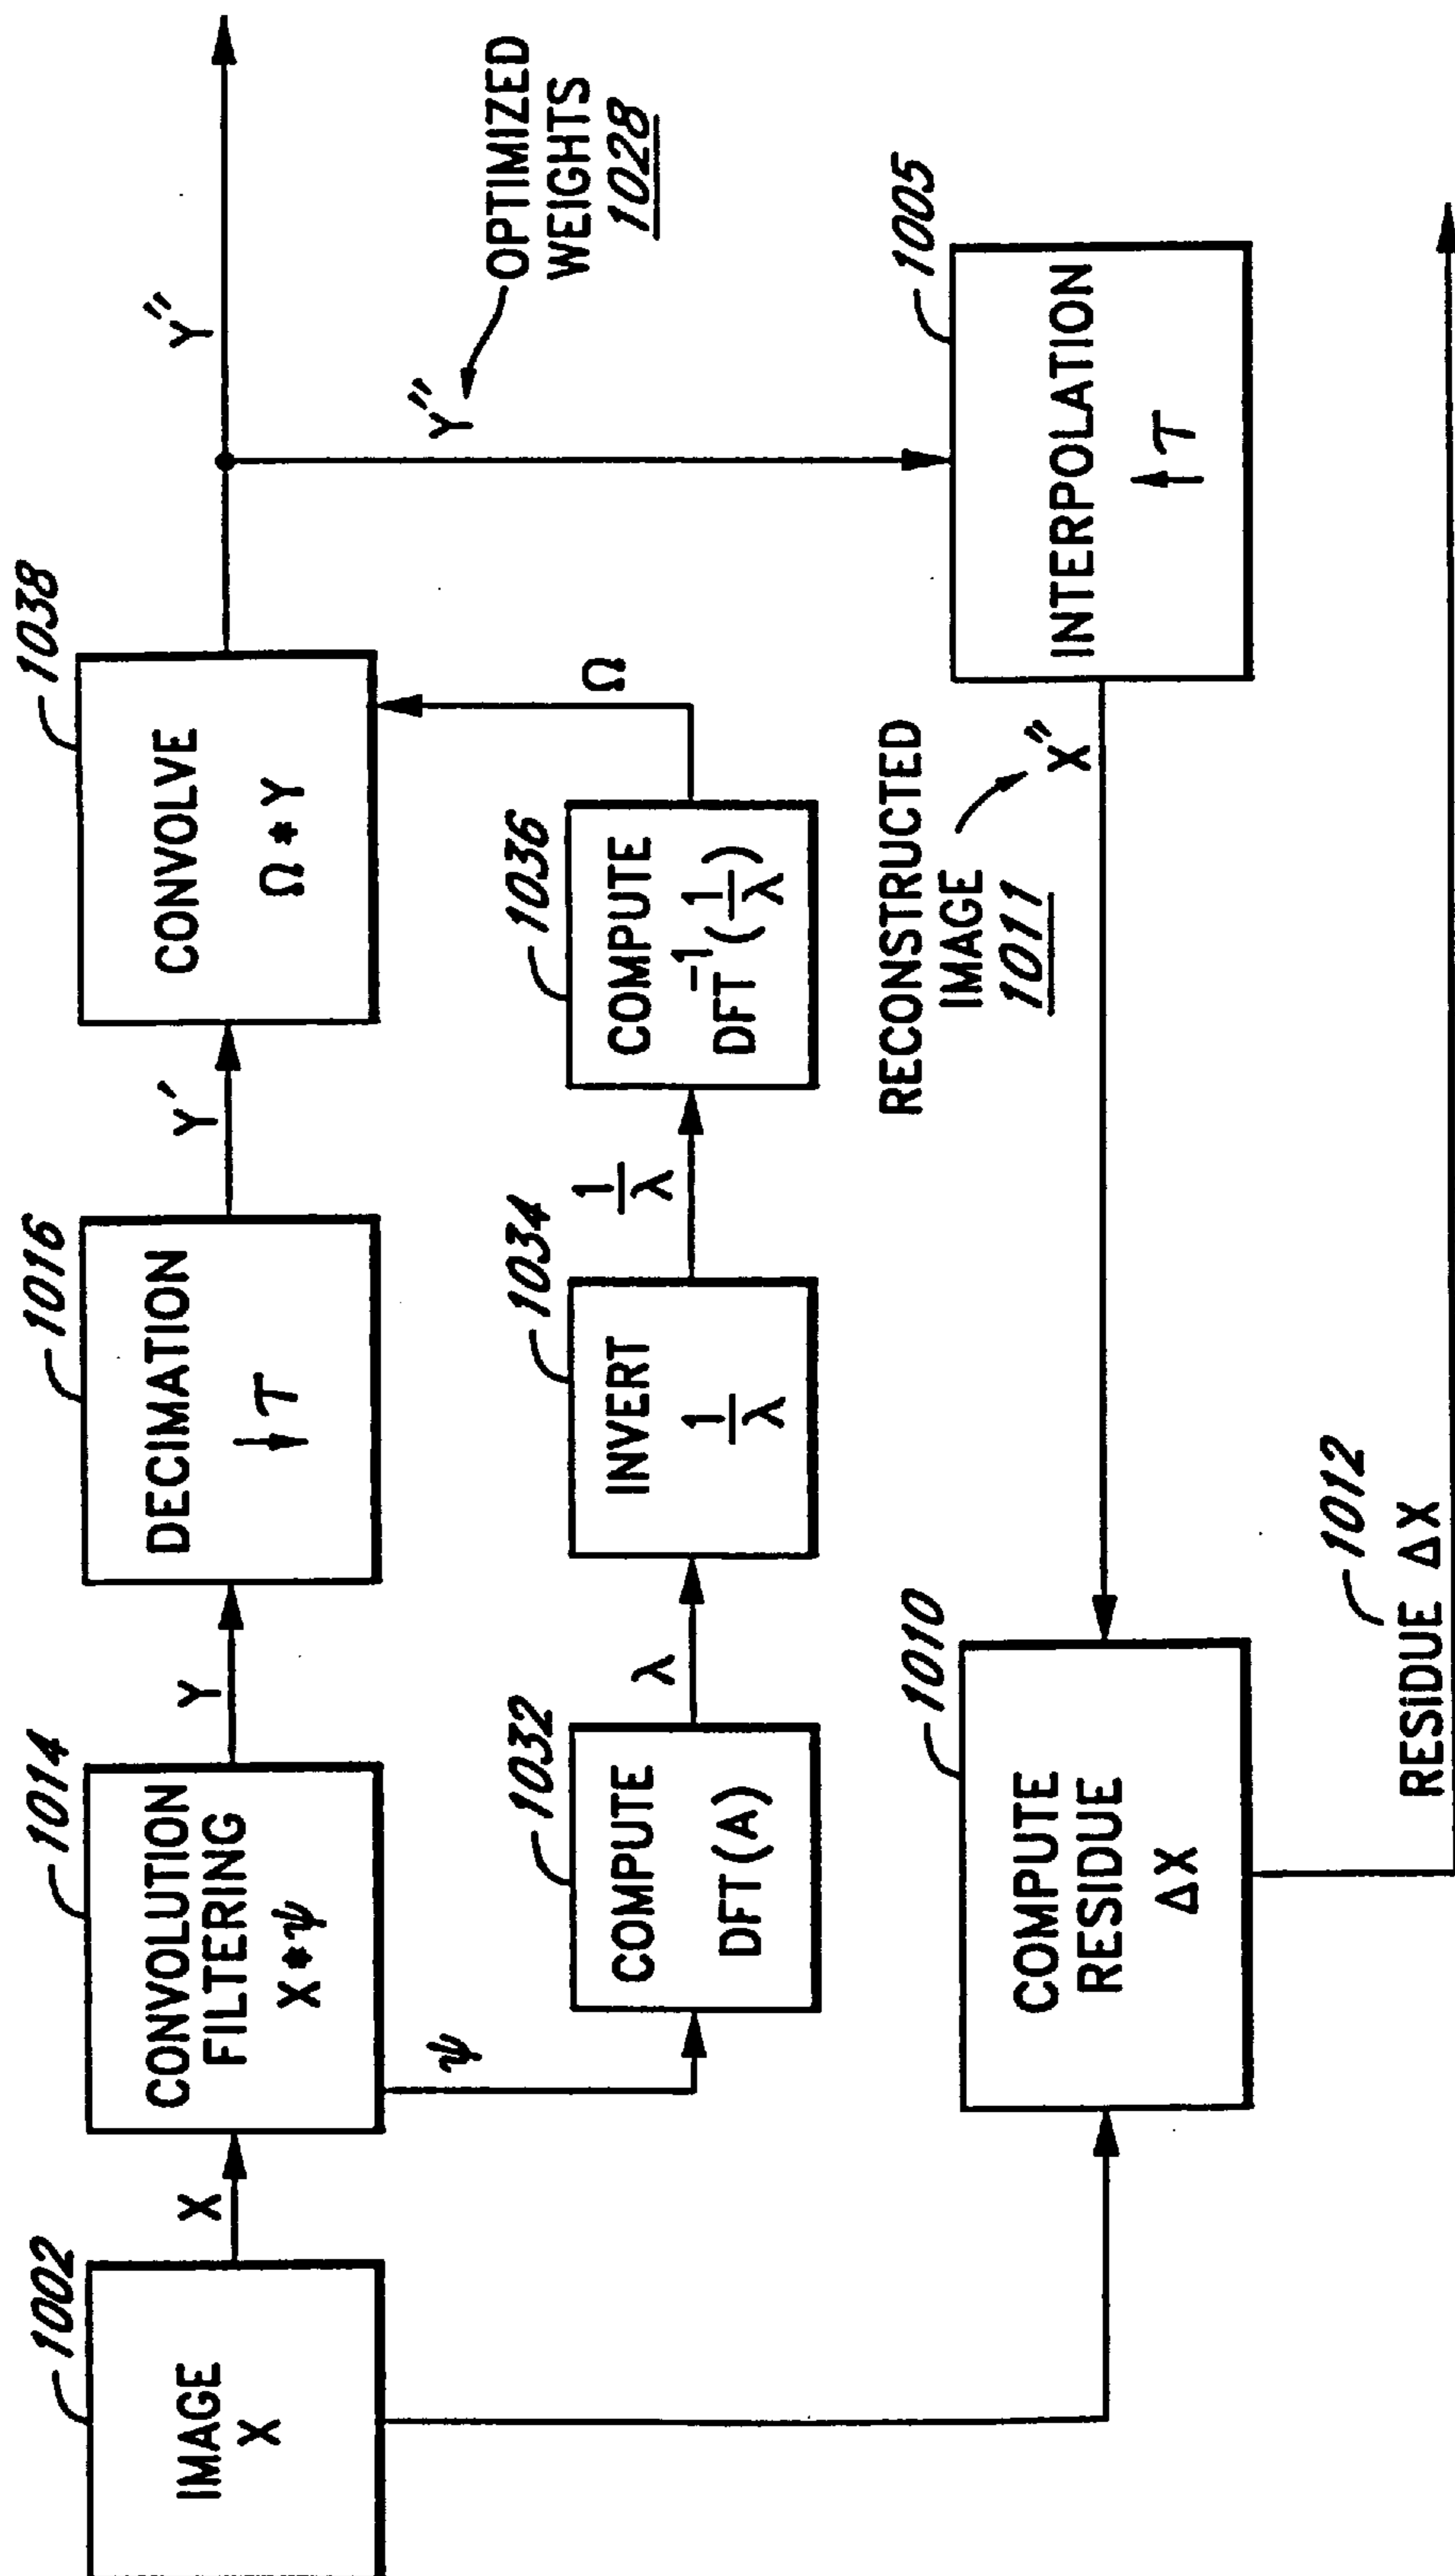 1002
IMAGE
X
X
1014
CONVOLUTION
FILTERING
X*ψ
Y
1016
DECIMATION
↓τ
Y′
1038
CONVOLVE
Ω*Y
Y″
ψ
1032
COMPUTE
DFT(A)
λ
1034
INVERT
1/λ
1/λ
1036
COMPUTE
DFT⁻¹(1/λ)
Ω
Y″
OPTIMIZED
WEIGHTS
1028
1010
COMPUTE
RESIDUE
ΔX
RECONSTRUCTED
IMAGE
1011
X″
1005
INTERPOLATION
↑τ
1012
RESIDUE ΔX